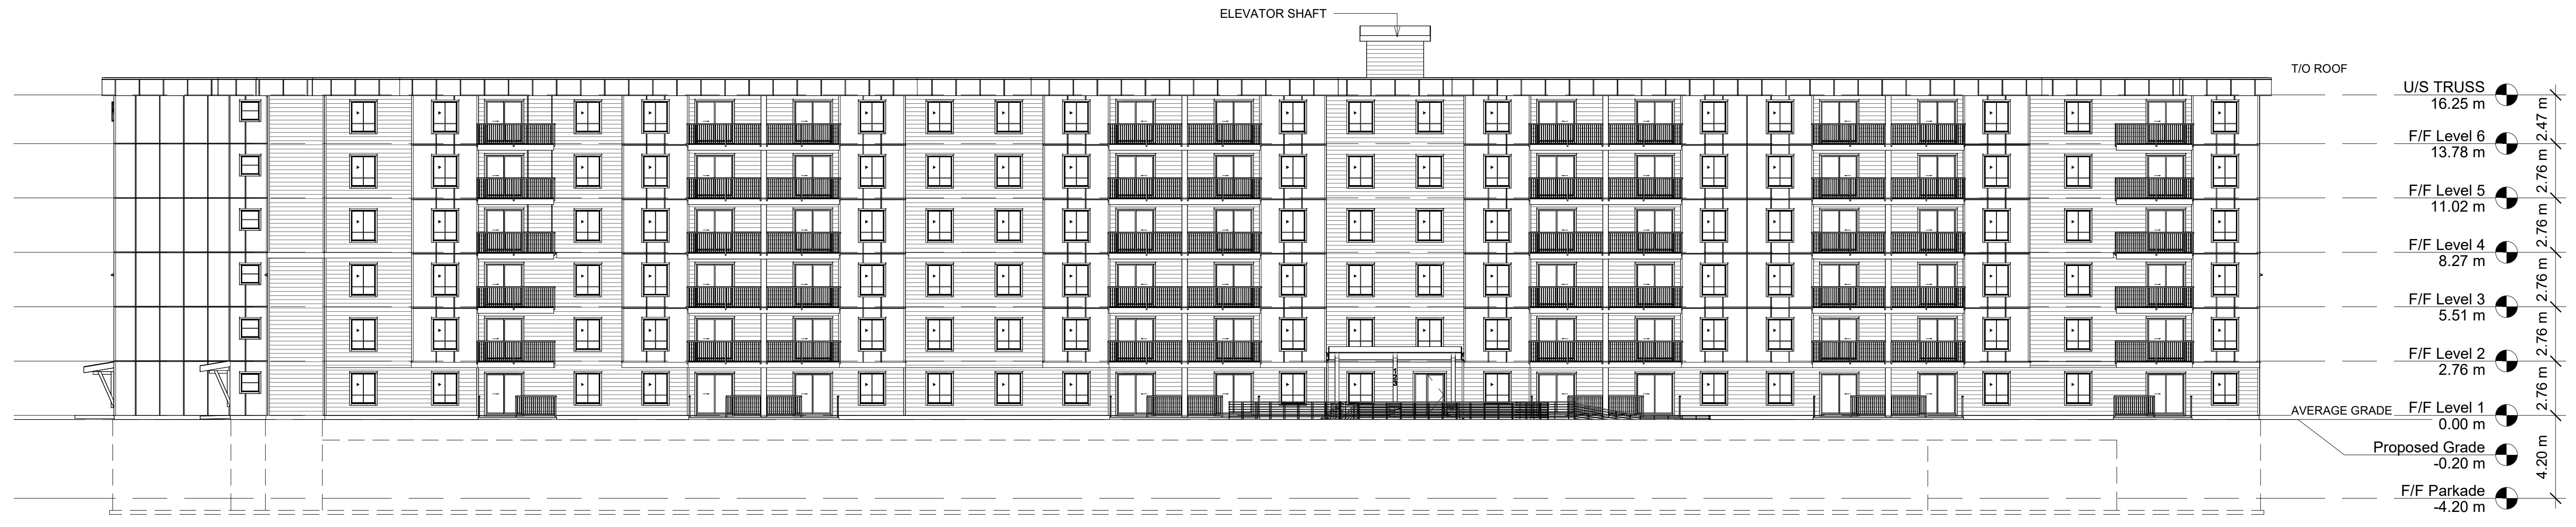 ELEVATOR SHAFT
T/O ROOF
U/S TRUSS
16.25 m
2.47 m
F/F Level 6
13.78 m
2.76 m
F/F Level 5
11.02 m
2.76 m
F/F Level 4
8.27 m
2.76 m
F/F Level 3
5.51 m
2.76 m
F/F Level 2
2.76 m
2.76 m
AVERAGE GRADE
F/F Level 1
0.00 m
Proposed Grade
-0.20 m
4.20 m
F/F Parkade
-4.20 m